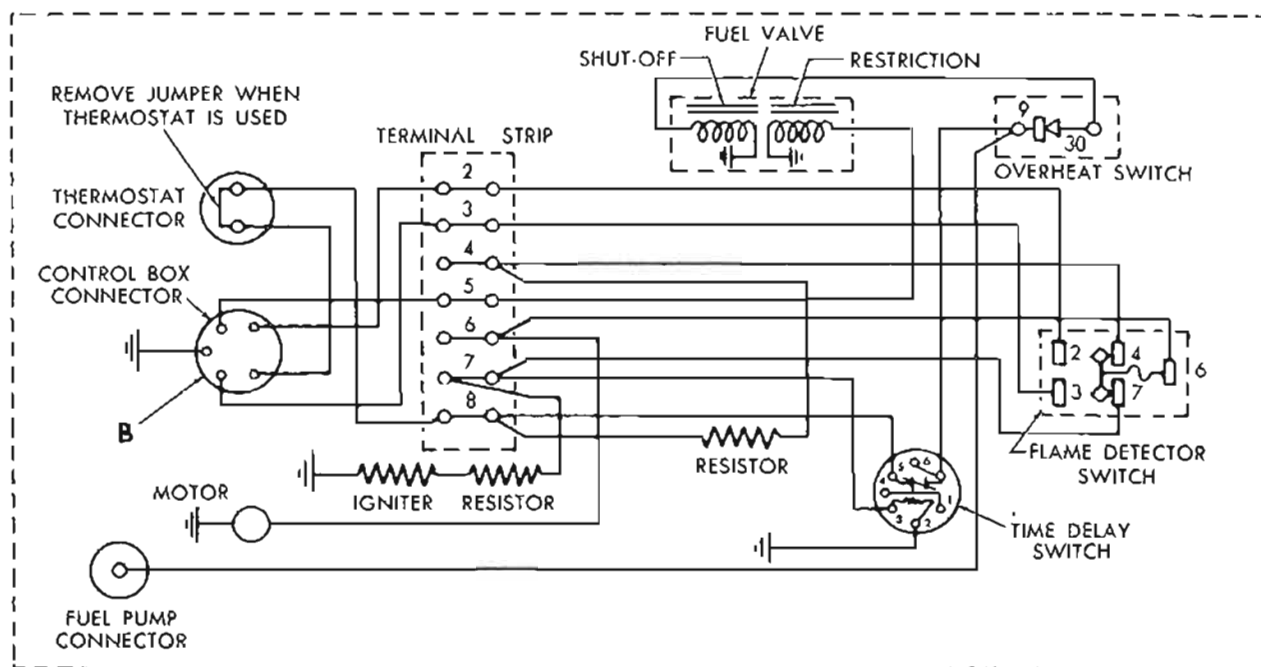 FUEL VALVE
SHUT-OFF
RESTRICTION
REMOVE JUMPER WHEN
THERMOSTAT IS USED
TERMINAL STRIP
9
30
OVERHEAT SWITCH
THERMOSTAT
CONNECTOR
2
3
4
5
6
7
8
CONTROL BOX
CONNECTOR
B
2
4
6
3
7
FLAME DETECTOR
SWITCH
RESISTOR
IGNITER
RESISTOR
MOTOR
5
6
4
1
3
2
TIME DELAY
SWITCH
FUEL PUMP
CONNECTOR